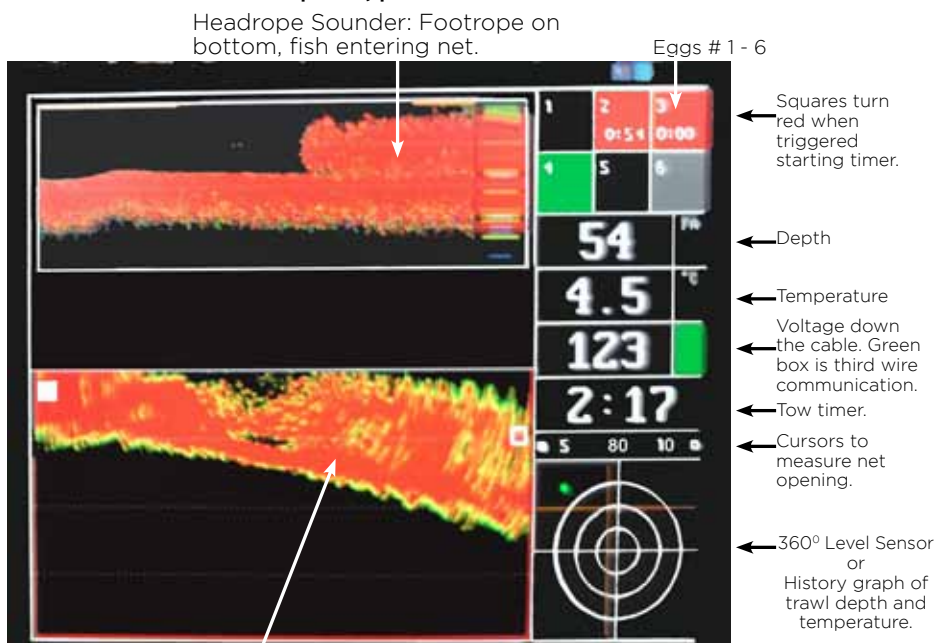 Headrope Sounder: Footrope on
bottom, fish entering net.
Eggs # 1 - 6
1
2
3
0:54
0:00
4
5
6
Squares turn
red when
triggered
starting timer.
54
FA
Depth
4.5
°C
Temperature
123
Voltage down
the cable. Green
box is third wire
communication.
2:17
Tow timer.
5 80 10
Cursors to
measure net
opening.
360⁰ Level Sensor
or
History graph of
trawl depth and
temperature.